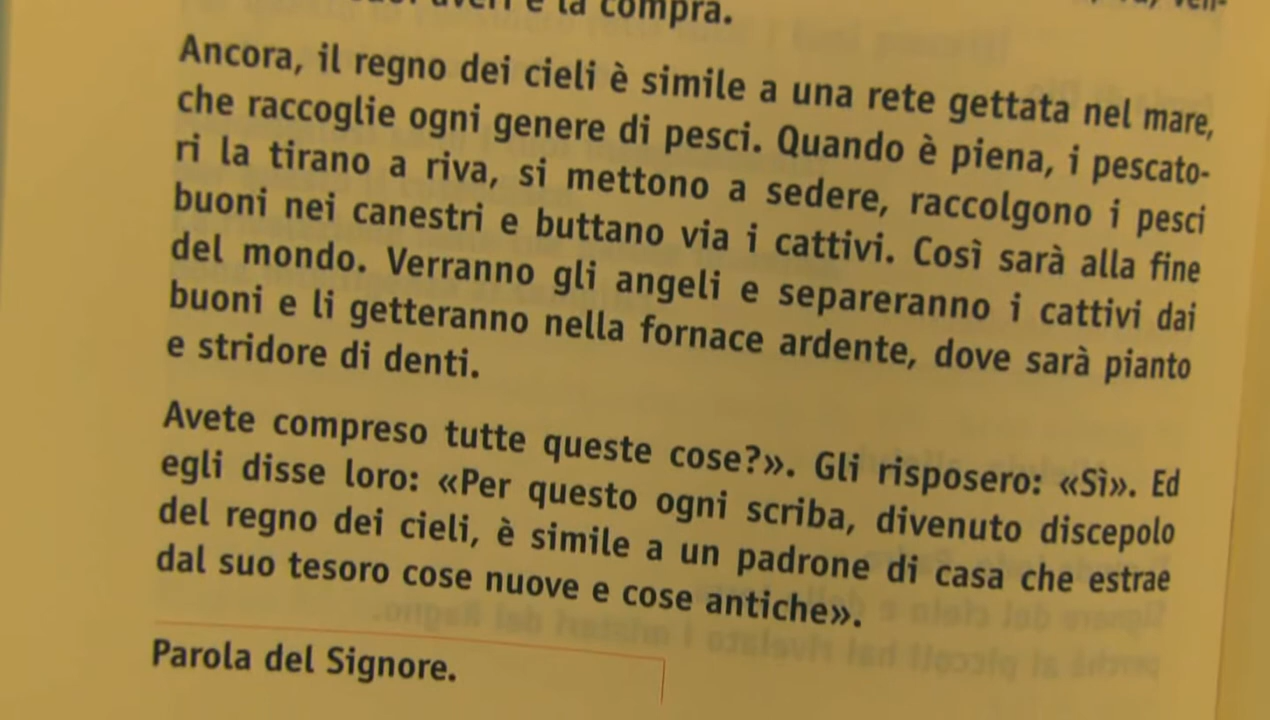 e la compra.
Ancora, il regno dei cieli è simile a una rete gettata nel mare,
che raccoglie ogni genere di pesci. Quando è piena, i pescato-
ri la tirano a riva, si mettono a sedere, raccolgono i pesci
buoni nei canestri e buttano via i cattivi. Così sarà alla fine
del mondo. Verranno gli angeli e separeranno i cattivi dai
buoni e li getteranno nella fornace ardente, dove sarà pianto
e stridore di denti.
Avete compreso tutte queste cose?». Gli risposero: «Sì». Ed
egli disse loro: «Per questo ogni scriba, divenuto discepolo
del regno dei cieli, è simile a un padrone di casa che estrae
dal suo tesoro cose nuove e cose antiche».
Parola del Signore.